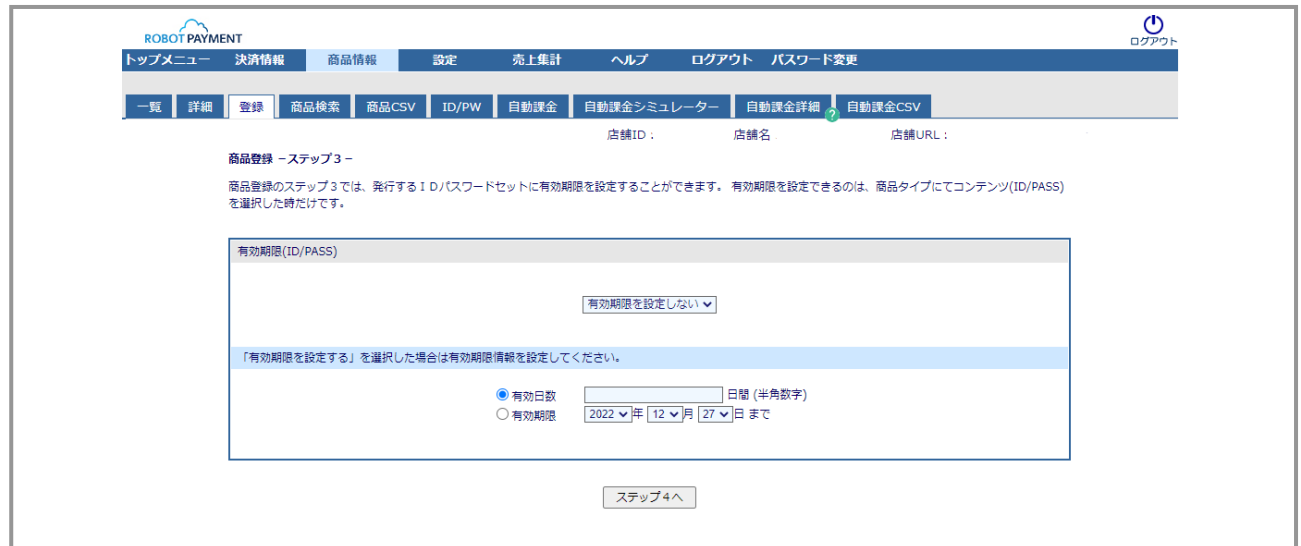 ROBOT PAYMENT
ログアウト
トップメニュー 決済情報 商品情報 設定 売上集計 ヘルプ ログアウト パスワード変更
一覧 詳細 登録 商品検索 商品CSV ID/PW 自動課金 自動課金シミュレーター 自動課金詳細 ? 自動課金CSV
店舗ID: 店舗名 店舗URL:
商品登録 −ステップ3−
商品登録のステップ3では、発行するIDパスワードセットに有効期限を設定することができます。 有効期限を設定できるのは、商品タイプにてコンテンツ(ID/PASS)
を選択した時だけです。
有効期限(ID/PASS)
有効期限を設定しない
「有効期限を設定する」を選択した場合は有効期限情報を設定してください。
有効日数 日間 (半角数字)
有効期限 2022 年 12 月 27 日 まで
ステップ4へ